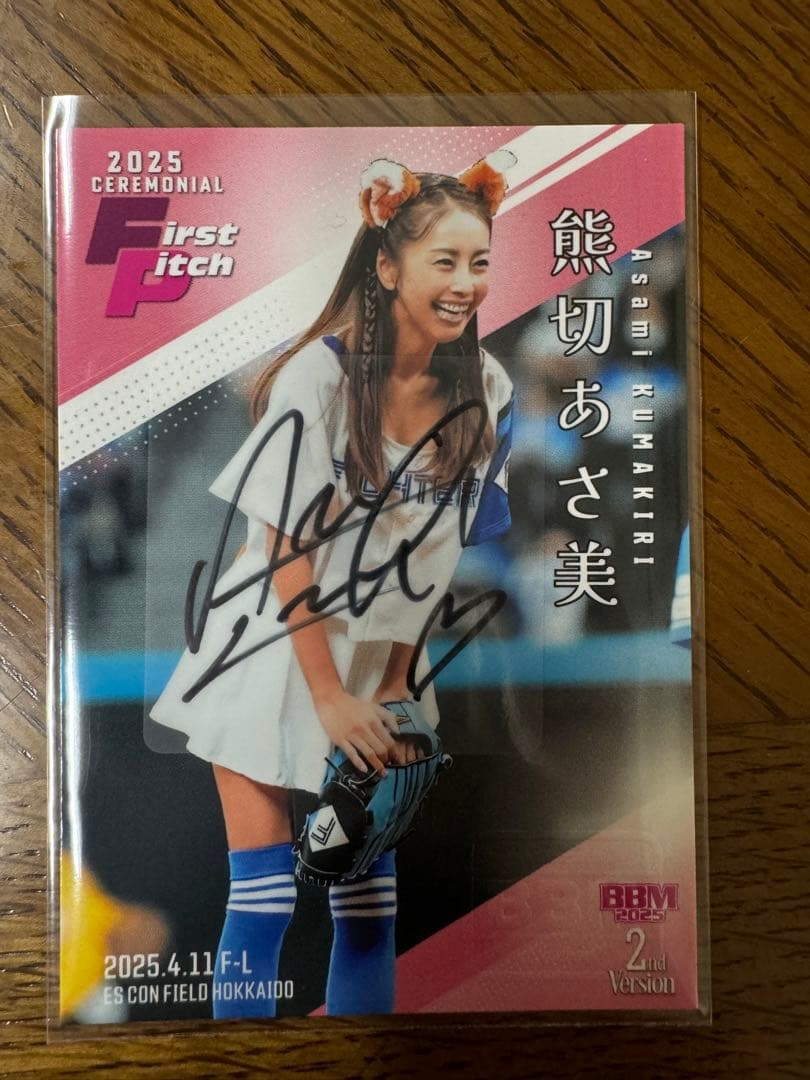 2025
CEREMONIAL
First
Pitch
熊切あさ美
Asami KUMAKIRI
BBM
2025
2nd
Version
2025.4.11 F-L
ES CON FIELD HOKKAIDO